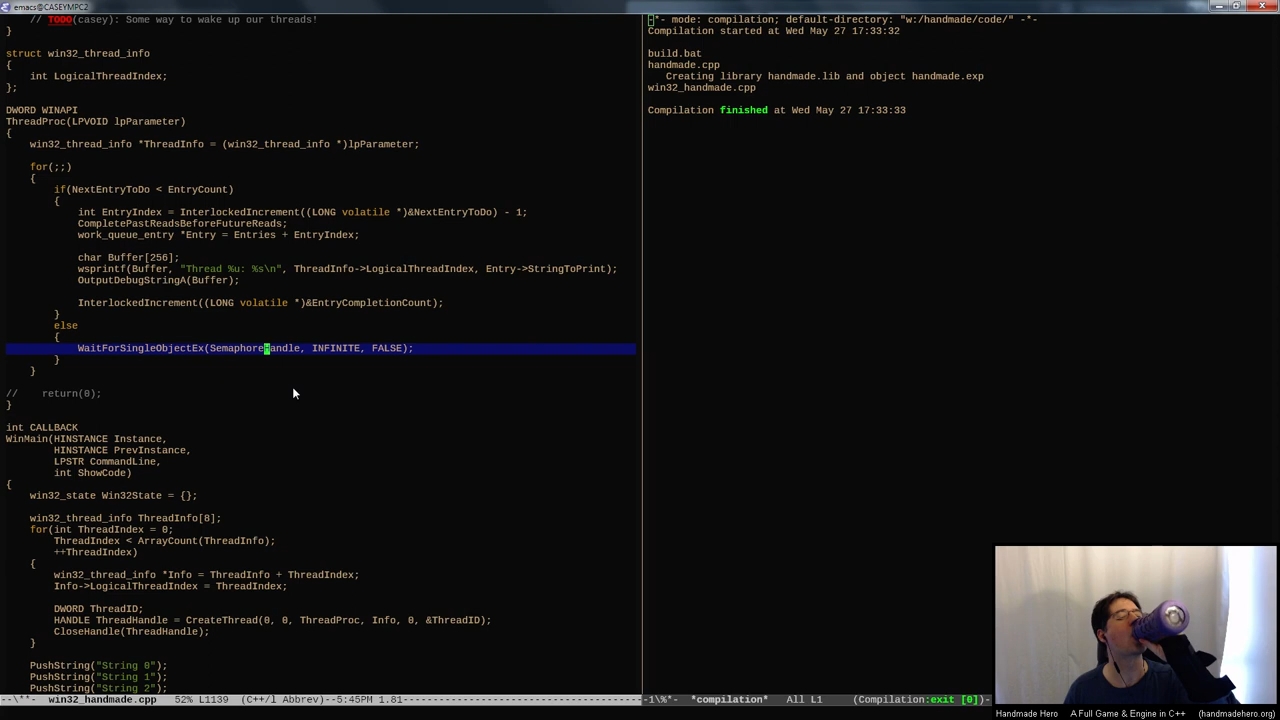 emacs@CASEYMPC2
// TODO(casey): Some way to wake up our threads!
}
struct win32_thread_info
{
int LogicalThreadIndex;
};
DWORD WINAPI
ThreadProc(LPVOID lpParameter)
{
win32_thread_info *ThreadInfo = (win32_thread_info *)lpParameter;
for(;;)
{
if(NextEntryToDo < EntryCount)
{
int EntryIndex = InterlockedIncrement((LONG volatile *)&NextEntryToDo) - 1;
CompletePastReadsBeforeFutureReads;
work_queue_entry *Entry = Entries + EntryIndex;
char Buffer[256];
wsprintf(Buffer, "Thread %u: %s\n", ThreadInfo->LogicalThreadIndex, Entry->StringToPrint);
OutputDebugStringA(Buffer);
InterlockedIncrement((LONG volatile *)&EntryCompletionCount);
}
else
{
WaitForSingleObjectEx(SemaphoreHandle, INFINITE, FALSE);
}
}
// return(0);
}
int CALLBACK
WinMain(HINSTANCE Instance,
HINSTANCE PrevInstance,
LPSTR CommandLine,
int ShowCode)
{
win32_state Win32State = {};
win32_thread_info ThreadInfo[8];
for(int ThreadIndex = 0;
ThreadIndex < ArrayCount(ThreadInfo);
++ThreadIndex)
{
win32_thread_info *Info = ThreadInfo + ThreadIndex;
Info->LogicalThreadIndex = ThreadIndex;
DWORD ThreadID;
HANDLE ThreadHandle = CreateThread(0, 0, ThreadProc, Info, 0, &ThreadID);
CloseHandle(ThreadHandle);
}
PushString("String 0");
PushString("String 1");
PushString("String 2");
--\**- win32_handmade.cpp 52% L1139 (C++/l Abbrev)--5:45PM 1.81
-*- mode: compilation; default-directory: "w:/handmade/code/" -*-
Compilation started at Wed May 27 17:33:32
build.bat
handmade.cpp
Creating library handmade.lib and object handmade.exp
win32_handmade.cpp
Compilation finished at Wed May 27 17:33:33
-1\%*- *compilation* All L1 (Compilation:exit [0])-
Handmade Hero A Full Game & Engine in C++ (handmadehero.org)